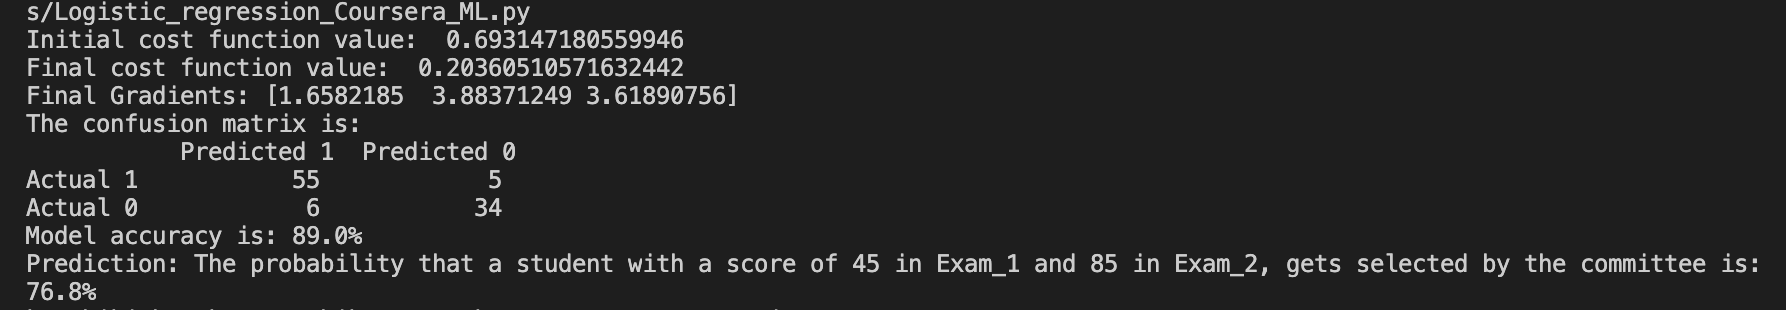 s/Logistic_regression_Coursera_ML.py
Initial cost function value:  0.693147180559946
Final cost function value:  0.20360510571632442
Final Gradients: [1.6582185  3.88371249 3.61890756]
The confusion matrix is:
           Predicted 1  Predicted 0
Actual 1           55            5
Actual 0            6           34
Model accuracy is: 89.0%
Prediction: The probability that a student with a score of 45 in Exam_1 and 85 in Exam_2, gets selected by the committee is:
76.8%